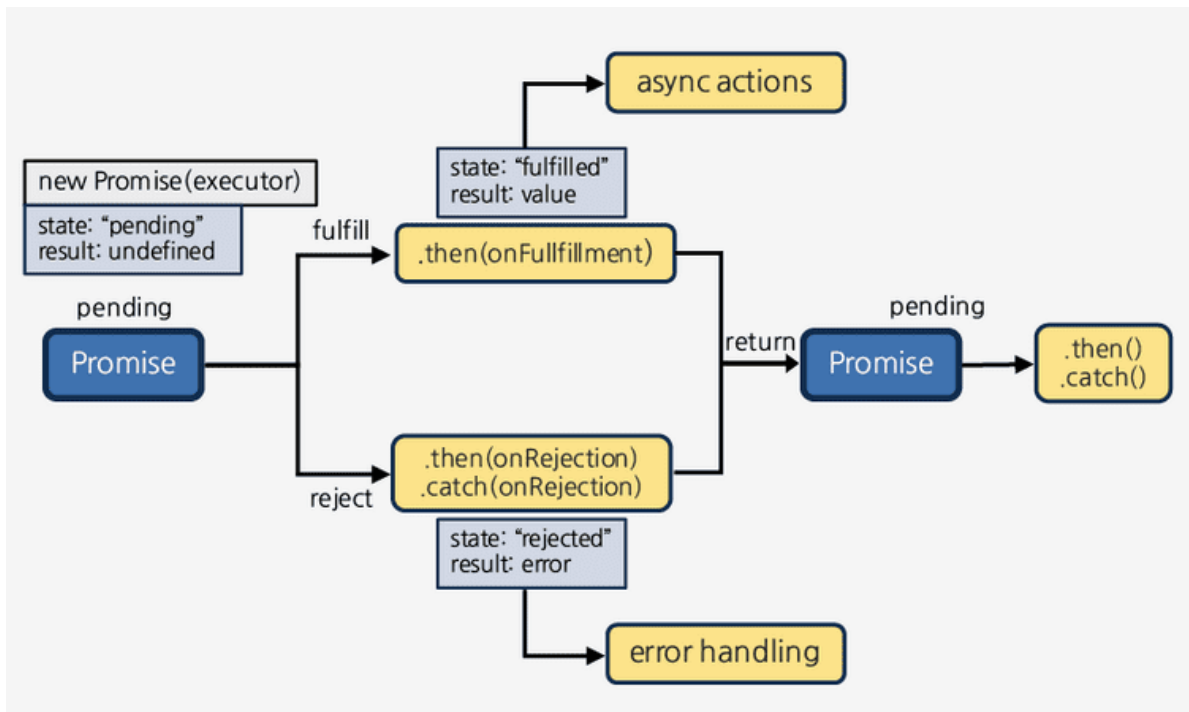 async actions
state: “fulfilled”
result: value
new Promise(executor)
state: “pending”
result: undefined
fulfill
.then(onFullfillment)
pending
Promise
return
pending
Promise
.then()
.catch()
.then(onRejection)
.catch(onRejection)
reject
state: “rejected”
result: error
error handling